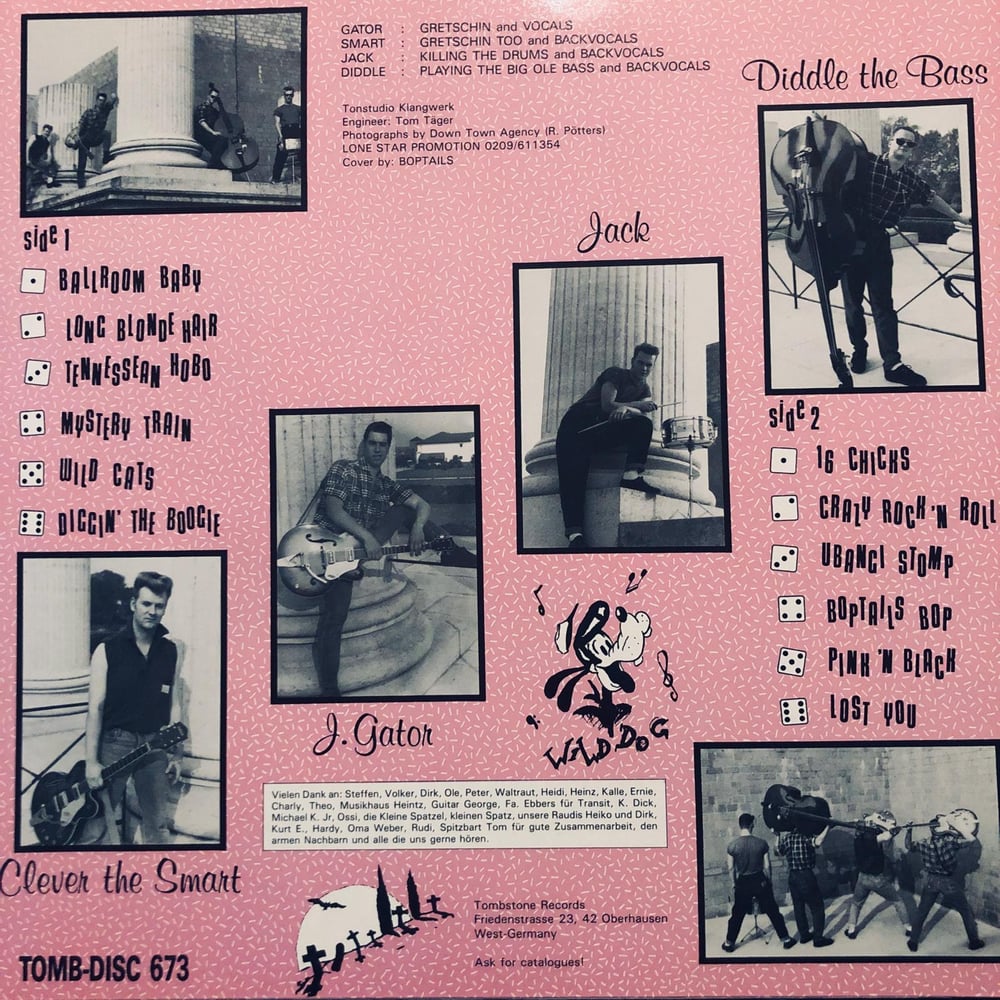 GATOR : GRETSCHIN and VOCALS
SMART : GRETSCHIN TOO and BACKVOCALS
JACK : KILLING THE DRUMS and BACKVOCALS
DIDDLE : PLAYING THE BIG OLE BASS and BACKVOCALS
Tonstudio Klangwerk
Engineer: Tom Täger
Photographs by Down Town Agency (R. Pötters)
LONE STAR PROMOTION 0209/611354
Cover by: BOPTAILS
Diddle the Bass
Jack
side 1
BALLROOM BABY
LONG BLONDE HAIR
TENNESSEAN HOBO
MYSTERY TRAIN
WILD CATS
DIGGIN' THE BOOGIE
side 2
16 CHICKS
CRAZY ROCK 'N ROLL
UBANGI STOMP
BOPTAILS BOP
PINK 'N BLACK
LOST YOU
J. Gator
WILD DOG
Vielen Dank an: Steffen, Volker, Dirk, Ole, Peter, Waltraut, Heidi, Heinz, Kalle, Ernie,
Charly, Theo, Musikhaus Heintz, Guitar George, Fa. Ebbers für Transit, K. Dick,
Michael K. Jr, Ossi, die Kleine Spatzel, kleinen Spatz, unsere Raudis Heiko und Dirk,
Kurt E., Hardy, Oma Weber, Rudi, Spitzbart Tom für gute Zusammenarbeit, den
armen Nachbarn und alle die uns gerne hören.
Clever the Smart
Tombstone Records
Friedenstrasse 23, 42 Oberhausen
West-Germany
Ask for catalogues!
TOMB-DISC 673